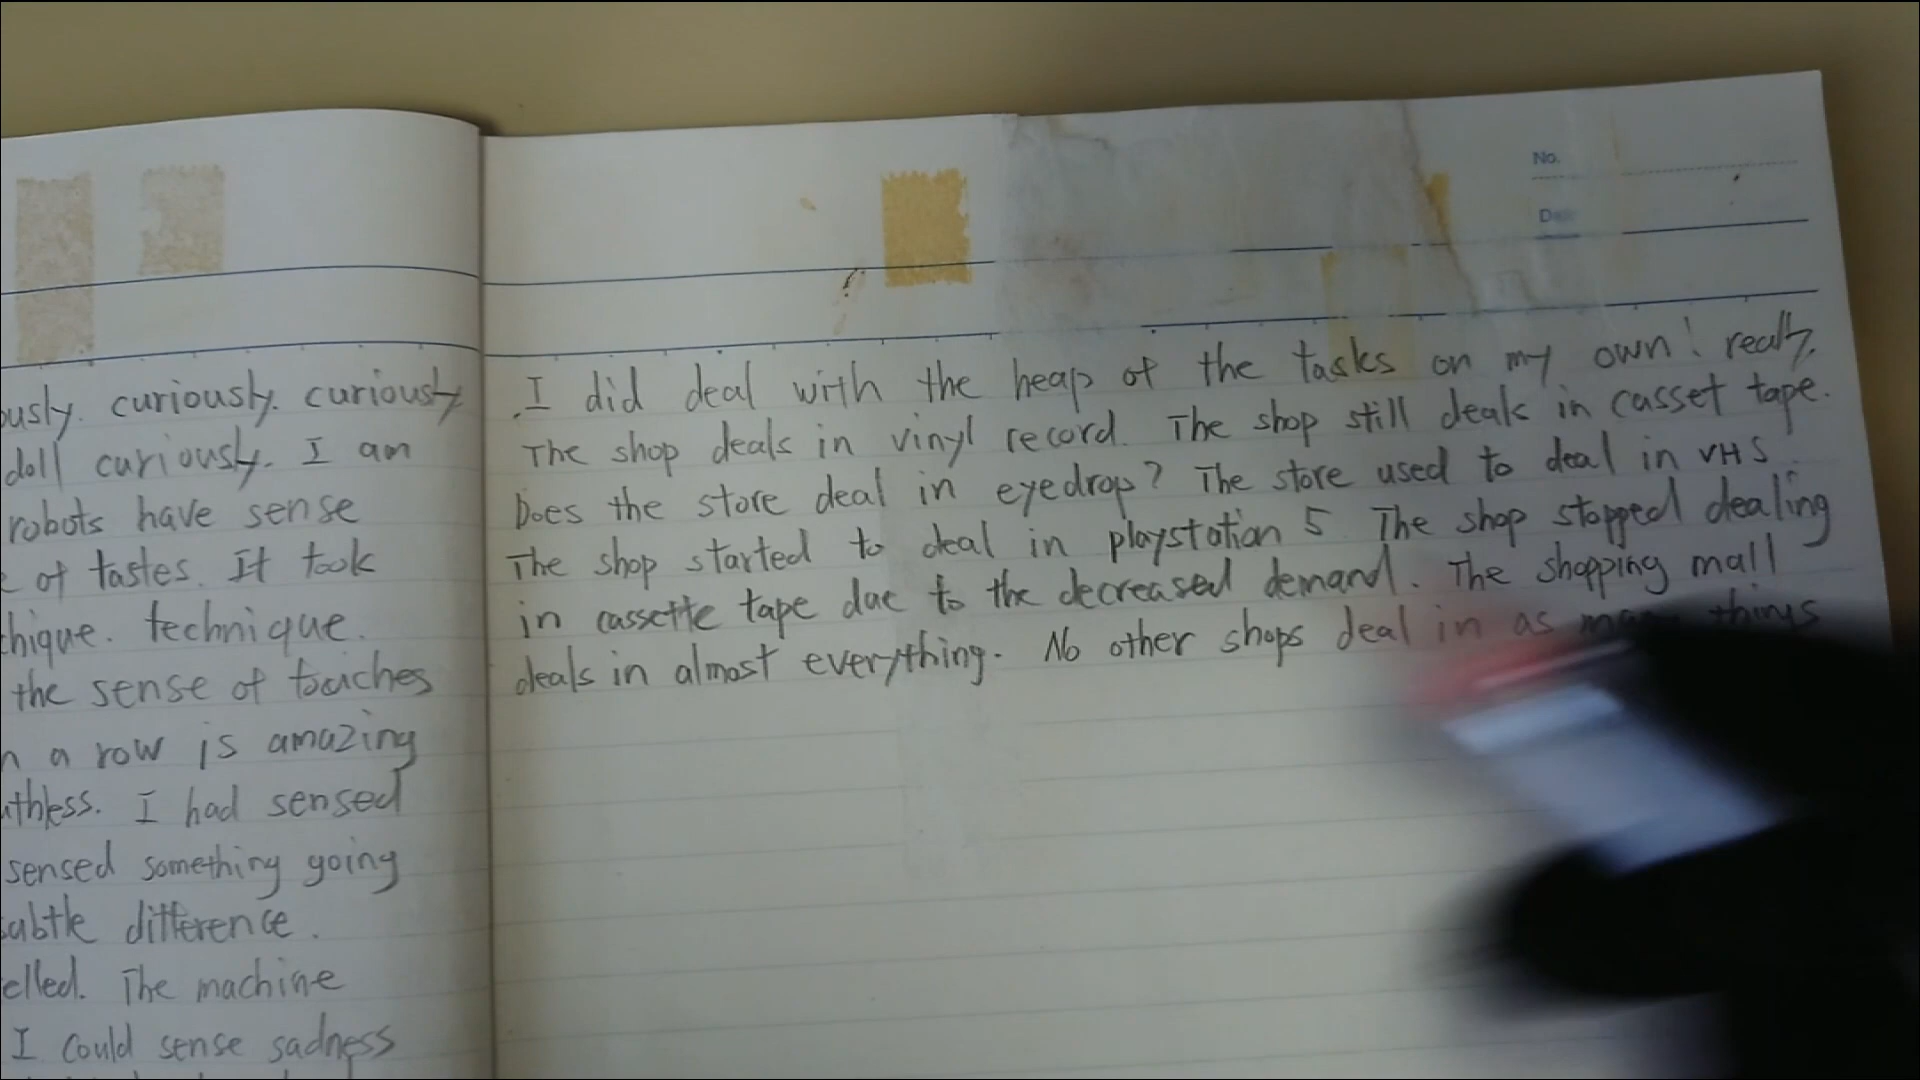 curiously. curiously
doll curiously. I am
robots have sense
of tastes. It took
technique.
the sense of touches
a row is amazing
I had sensed
sensed something going
difference.
The machine
I could sense sadness
No.
I did deal with the heap of the tasks on my own! really.
The shop deals in vinyl record. The shop still deals in casset tape.
Does the store deal in eyedrop? The store used to deal in VHS
The shop started to deal in playstation 5. The shop stopped dealing
in cassette tape due to the decreased demand. The shopping mall
deals in almost everything. No other shops deal in as many things